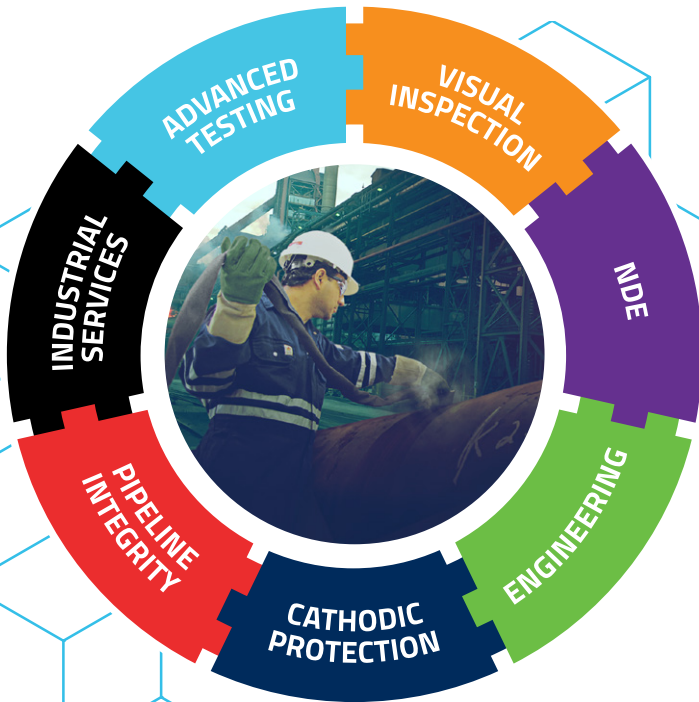 VISUAL
INSPECTION
NDE
ENGINEERING
CATHODIC
PROTECTION
PIPELINE
INTEGRITY
INDUSTRIAL
SERVICES
ADVANCED
TESTING